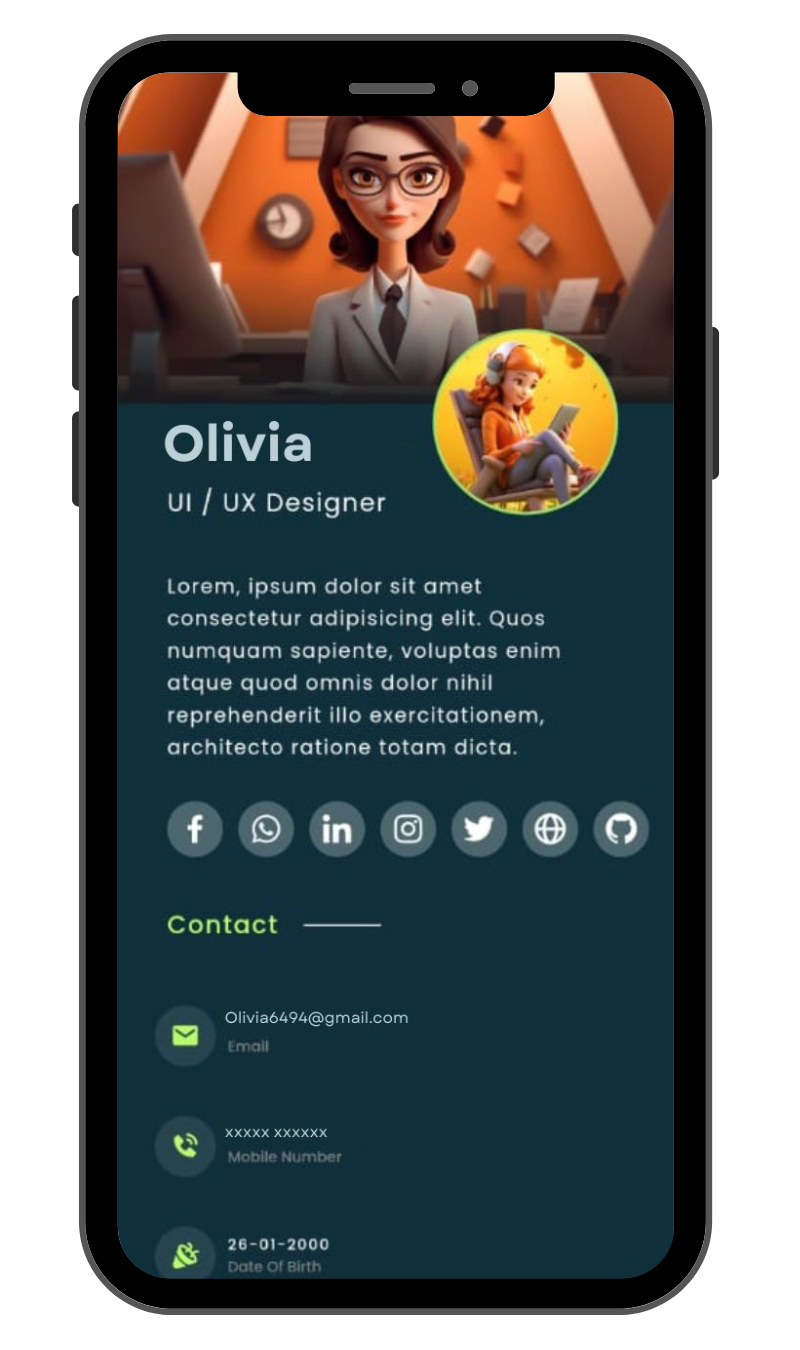 Olivia
UI / UX Designer
Lorem, ipsum dolor sit amet
consectetur adipisicing elit. Quos
numquam sapiente, voluptas enim
atque quod omnis dolor nihil
reprehenderit illo exercitationem,
architecto ratione totam dicta.
Contact
Olivia6494@gmail.com
Email
xxxxx xxxxxx
Mobile Number
26-01-2000
Date Of Birth